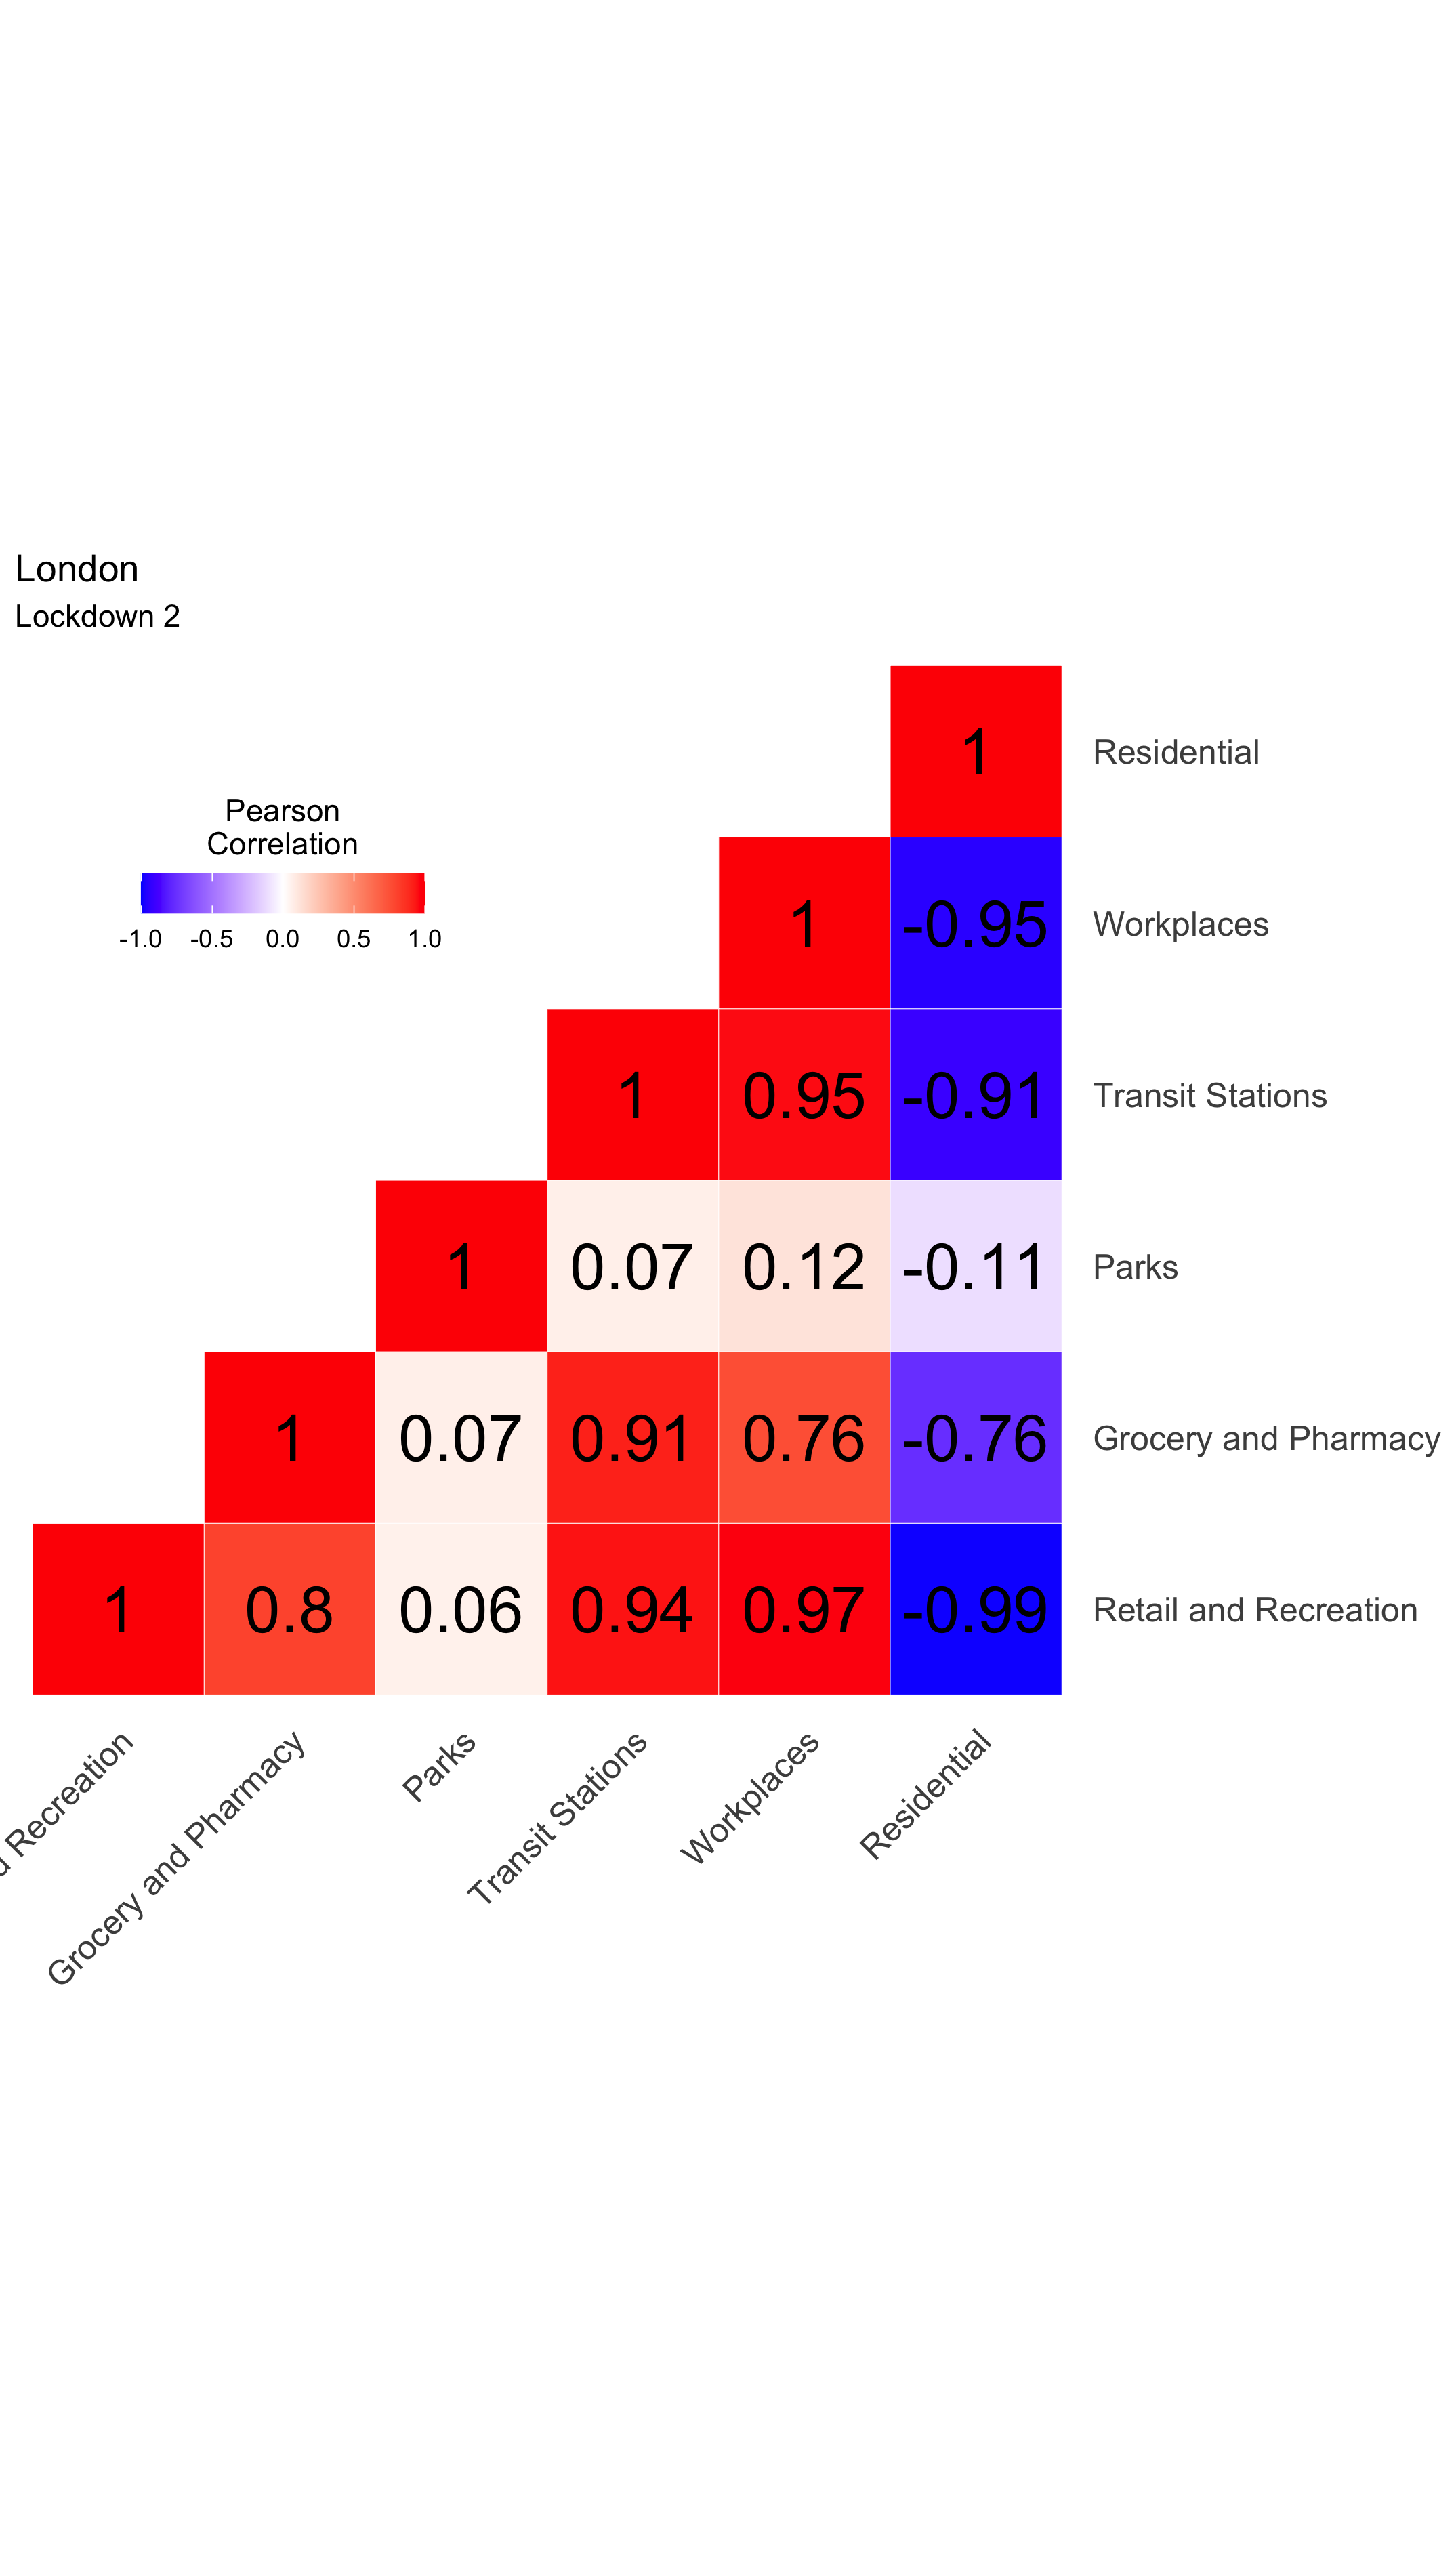 London
Lockdown 2
Pearson
Correlation
-1.0 -0.5 0.0 0.5 1.0
1 Residential
1 -0.95 Workplaces
1 0.95 -0.91 Transit Stations
1 0.07 0.12 -0.11 Parks
1 0.07 0.91 0.76 -0.76 Grocery and Pharmacy
1 0.8 0.06 0.94 0.97 -0.99 Retail and Recreation
Recreation
Grocery and Pharmacy
Parks
Transit Stations
Workplaces
Residential